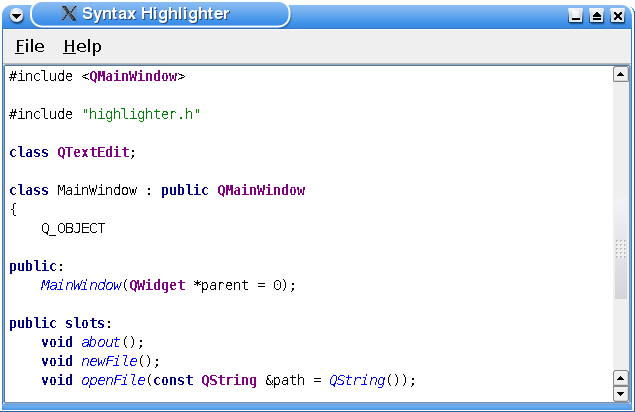 Syntax Highlighter
File Help
#include <QMainWindow>
#include "highlighter.h"
class QTextEdit;
class MainWindow : public QMainWindow
{
    Q_OBJECT
public:
    MainWindow(QWidget *parent = 0);
public slots:
    void about();
    void newFile();
    void openFile(const QString &path = QString());